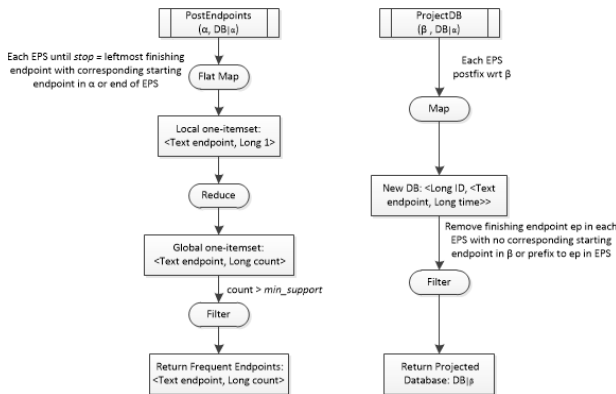 PostEndpoints
(α, DB|α)
Each EPS until stop = leftmost finishing
endpoint with corresponding starting
endpoint in α or end of EPS
Flat Map
Local one-itemset:
<Text endpoint, Long 1>
Reduce
Global one-itemset:
<Text endpoint, Long count>
count > min_support
Filter
Return Frequent Endpoints:
<Text endpoint, Long count>
ProjectDB
(β , DB|α)
Each EPS
postfix wrt β
Map
New DB: <Long ID, <Text
endpoint, Long time>>
Remove finishing endpoint ep in each
EPS with no corresponding starting
endpoint in β or prefix to ep in EPS
Filter
Return Projected
Database: DB|β